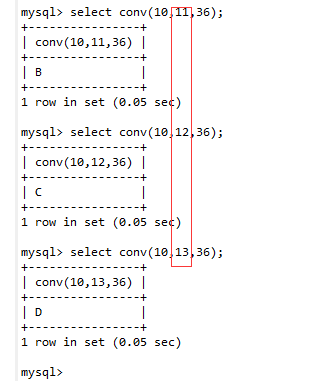 mysql> select conv(10,11,36);
+----------------+
| conv(10,11,36) |
+----------------+
| B              |
+----------------+
1 row in set (0.05 sec)
mysql> select conv(10,12,36);
+----------------+
| conv(10,12,36) |
+----------------+
| C              |
+----------------+
1 row in set (0.05 sec)
mysql> select conv(10,13,36);
+----------------+
| conv(10,13,36) |
+----------------+
| D              |
+----------------+
1 row in set (0.05 sec)
mysql>